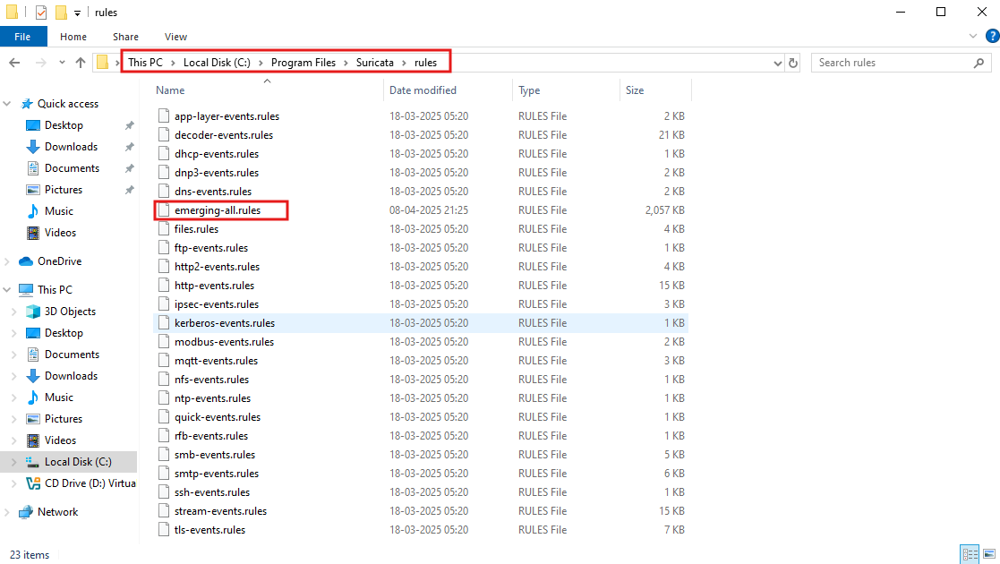 rules
File Home Share View
This PC Local Disk (C:) Program Files Suricata rules
Search rules
Name Date modified Type Size
Quick access
Desktop
Downloads
Documents
Pictures
Music
Videos
OneDrive
This PC
3D Objects
Desktop
Documents
Downloads
Music
Pictures
Videos
Local Disk (C:)
CD Drive (D:) Virtua
Network
app-layer-events.rules 18-03-2025 05:20 RULES File 2 KB
decoder-events.rules 18-03-2025 05:20 RULES File 21 KB
dhcp-events.rules 18-03-2025 05:20 RULES File 1 KB
dnp3-events.rules 18-03-2025 05:20 RULES File 2 KB
dns-events.rules 18-03-2025 05:20 RULES File 2 KB
emerging-all.rules 08-04-2025 21:25 RULES File 2,057 KB
files.rules 18-03-2025 05:20 RULES File 4 KB
ftp-events.rules 18-03-2025 05:20 RULES File 1 KB
http2-events.rules 18-03-2025 05:20 RULES File 4 KB
http-events.rules 18-03-2025 05:20 RULES File 15 KB
ipsec-events.rules 18-03-2025 05:20 RULES File 3 KB
kerberos-events.rules 18-03-2025 05:20 RULES File 1 KB
modbus-events.rules 18-03-2025 05:20 RULES File 2 KB
mqtt-events.rules 18-03-2025 05:20 RULES File 3 KB
nfs-events.rules 18-03-2025 05:20 RULES File 1 KB
ntp-events.rules 18-03-2025 05:20 RULES File 1 KB
quick-events.rules 18-03-2025 05:20 RULES File 1 KB
rfb-events.rules 18-03-2025 05:20 RULES File 1 KB
smb-events.rules 18-03-2025 05:20 RULES File 5 KB
smtp-events.rules 18-03-2025 05:20 RULES File 6 KB
ssh-events.rules 18-03-2025 05:20 RULES File 1 KB
stream-events.rules 18-03-2025 05:20 RULES File 15 KB
tls-events.rules 18-03-2025 05:20 RULES File 7 KB
23 items